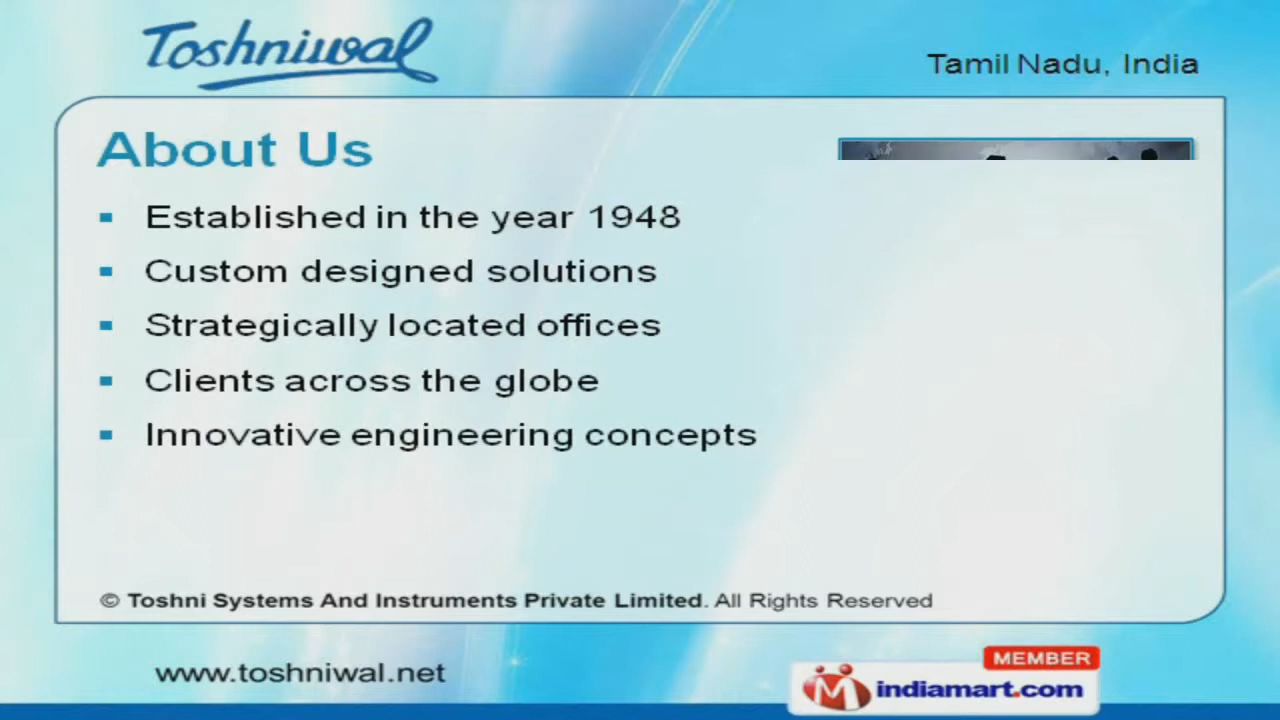 Toshniwal
Tamil Nadu, India
About Us
▪ Established in the year 1948
▪ Custom designed solutions
▪ Strategically located offices
▪ Clients across the globe
▪ Innovative engineering concepts
© Toshni Systems And Instruments Private Limited. All Rights Reserved
www.toshniwal.net
MEMBER
indiamart.com